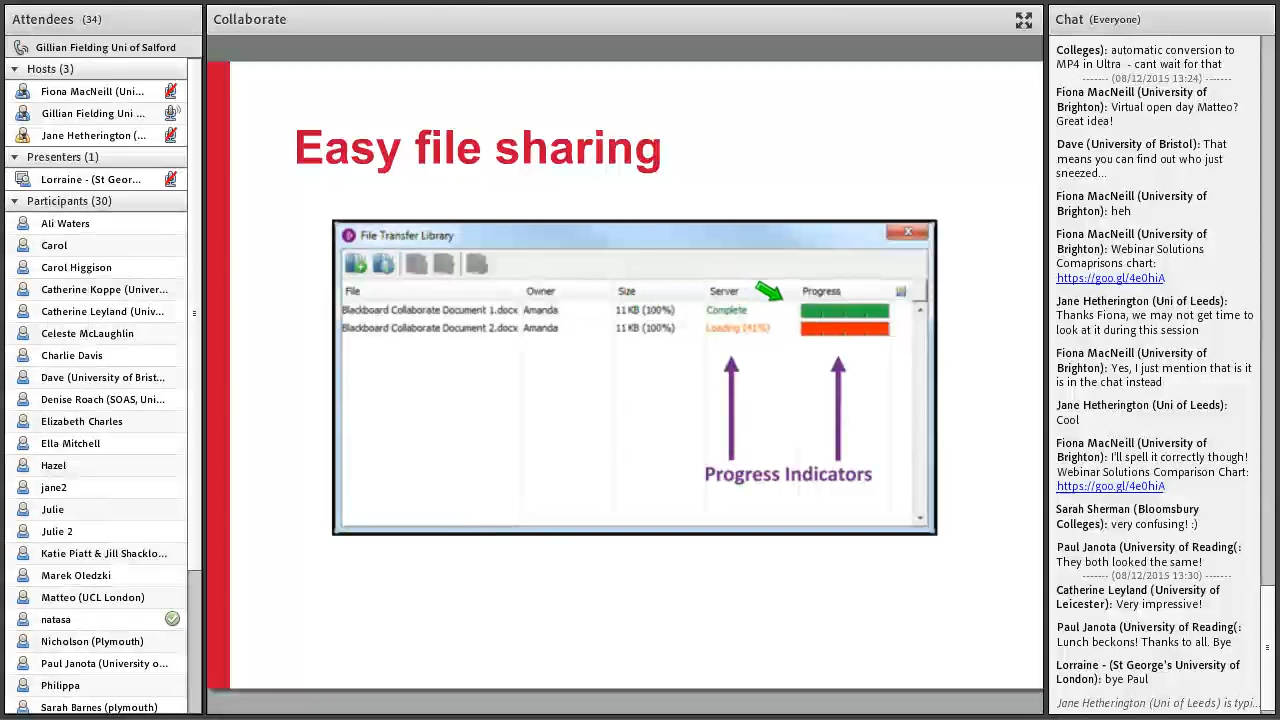 Attendees (34)
Gillian Fielding Uni of Salford
Hosts (3)
Fiona MacNeill (Uni...
Gillian Fielding Uni ...
Jane Hetherington (...
Presenters (1)
Lorraine - (St Geor...
Participants (30)
Ali Waters
Carol
Carol Higgison
Catherine Koppe (Univer...
Catherine Leyland (Univ...
Celeste McLaughlin
Charlie Davis
Dave (University of Brist...
Denise Roach (SOAS, Uni...
Elizabeth Charles
Ella Mitchell
Hazel
jane2
Julie
Julie 2
Katie Piatt & Jill Shacklo...
Marek Oledzki
Matteo (UCL London)
natasa
Nicholson (Plymouth)
Paul Janota (University o...
Philippa
Sarah Barnes (plymouth)
Collaborate
Easy file sharing
File Transfer Library
File Owner Size Server Progress
Blackboard Collaborate Document 1.docx Amanda 11 KB (100%) Complete
Blackboard Collaborate Document 2.docx Amanda 11 KB (100%) Loading (41%)
Progress Indicators
Chat (Everyone)
Colleges): automatic conversion to
MP4 in Ultra - cant wait for that
------- (08/12/2015 13:24) -------
Fiona MacNeill (University of
Brighton): Virtual open day Matteo?
Great idea!
Dave (University of Bristol): That
means you can find out who just
sneezed...
Fiona MacNeill (University of
Brighton): heh
Fiona MacNeill (University of
Brighton): Webinar Solutions
Comaprisons chart:
https://goo.gl/4e0hiA
Jane Hetherington (Uni of Leeds):
Thanks Fiona, we may not get time to
look at it during this session
Fiona MacNeill (University of
Brighton): Yes, I just mention that is it
is in the chat instead
Jane Hetherington (Uni of Leeds):
Cool
Fiona MacNeill (University of
Brighton): I'll spell it correctly though!
Webinar Solutions Comparison Chart:
https://goo.gl/4e0hiA
Sarah Sherman (Bloomsbury
Colleges): very confusing! :)
Paul Janota (University of Reading(:
They both looked the same!
------- (08/12/2015 13:30) -------
Catherine Leyland (University of
Leicester): Very impressive!
Paul Janota (University of Reading(:
Lunch beckons! Thanks to all. Bye
Lorraine - (St George's University of
London): bye Paul
Jane Hetherington (Uni of Leeds) is typi...